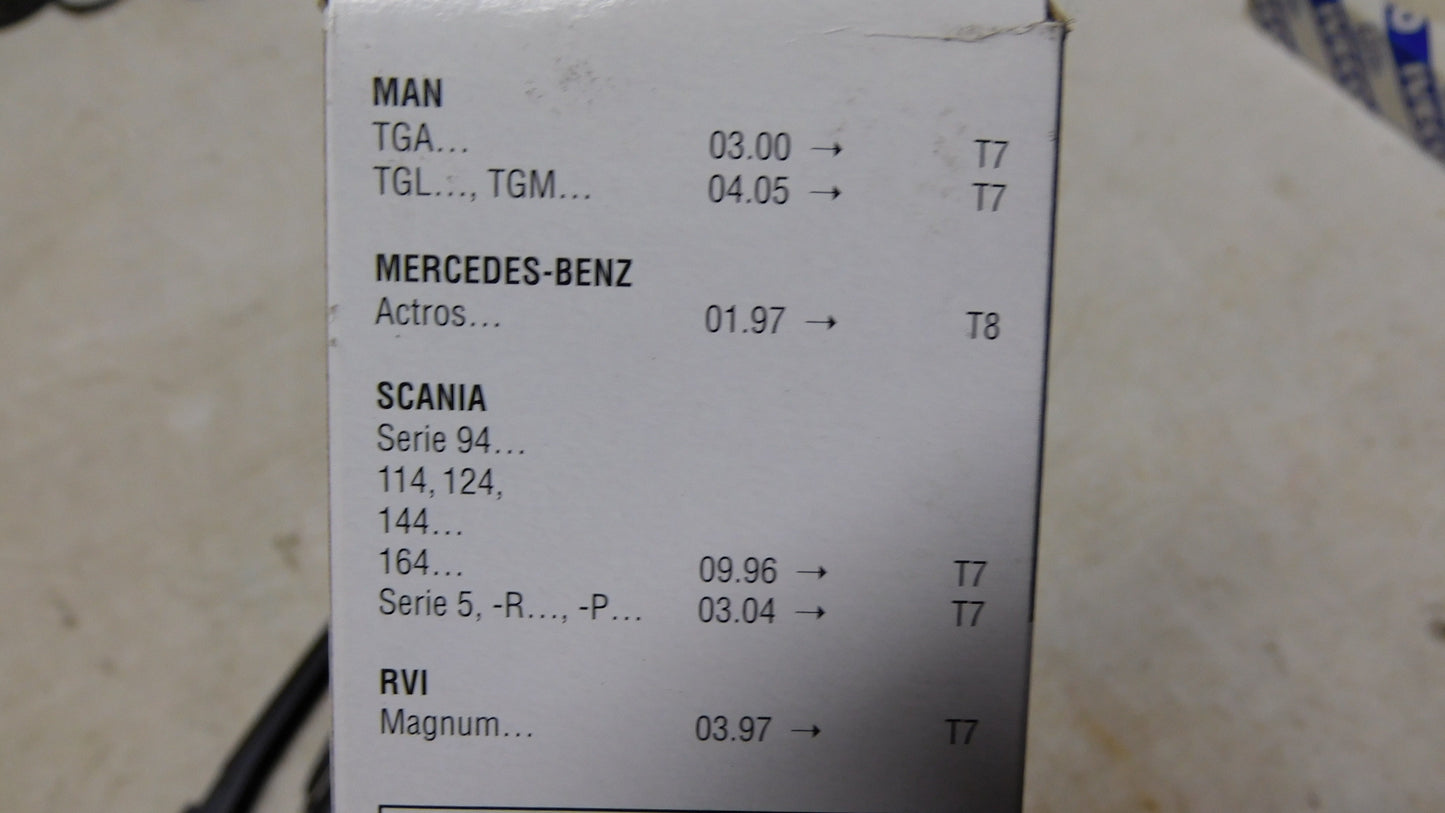 MAN
TGA... 03.00 → T7
TGL..., TGM... 04.05 → T7
MERCEDES-BENZ
Actros... 01.97 → T8
SCANIA
Serie 94...
114, 124,
144...
164... 09.96 → T7
Serie 5, -R..., -P... 03.04 → T7
RVI
Magnum... 03.97 → T7